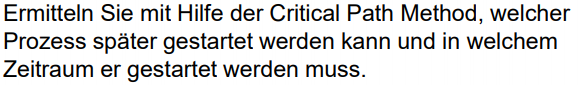 Ermitteln Sie mit Hilfe der Critical Path Method, welcher
Prozess später gestartet werden kann und in welchem
Zeitraum er gestartet werden muss.